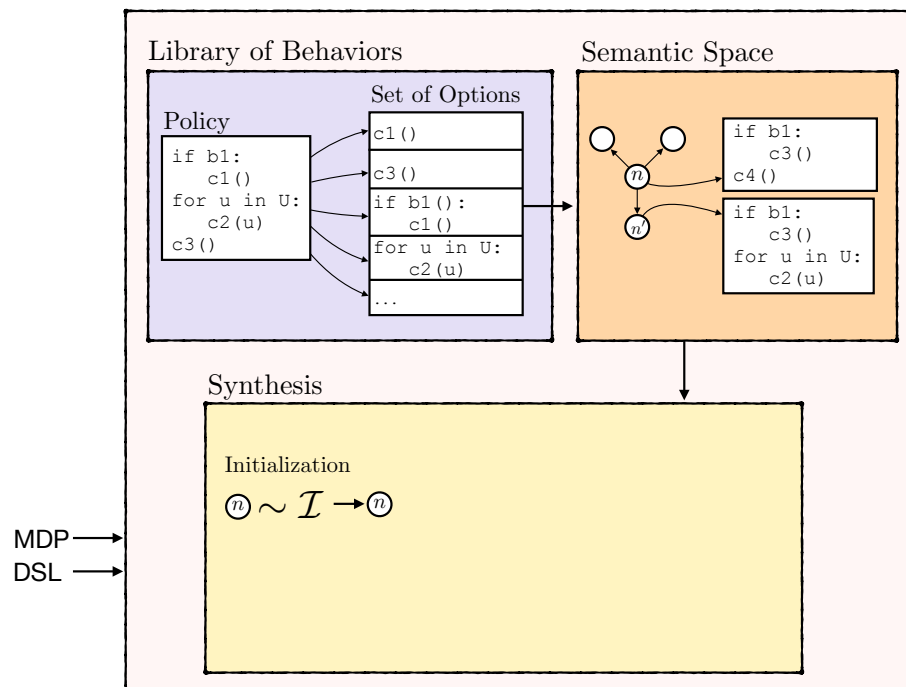 Library of Behaviors
Set of Options
Policy
if b1:
c1()
for u in U:
c2(u)
c3()
c1()
c3()
if b1():
c1()
for u in U:
c2(u)
...
Semantic Space
n
n'
if b1:
c3()
c4()
if b1:
c3()
for u in U:
c2(u)
Synthesis
Initialization
n ∼ ℐ → n
MDP
DSL